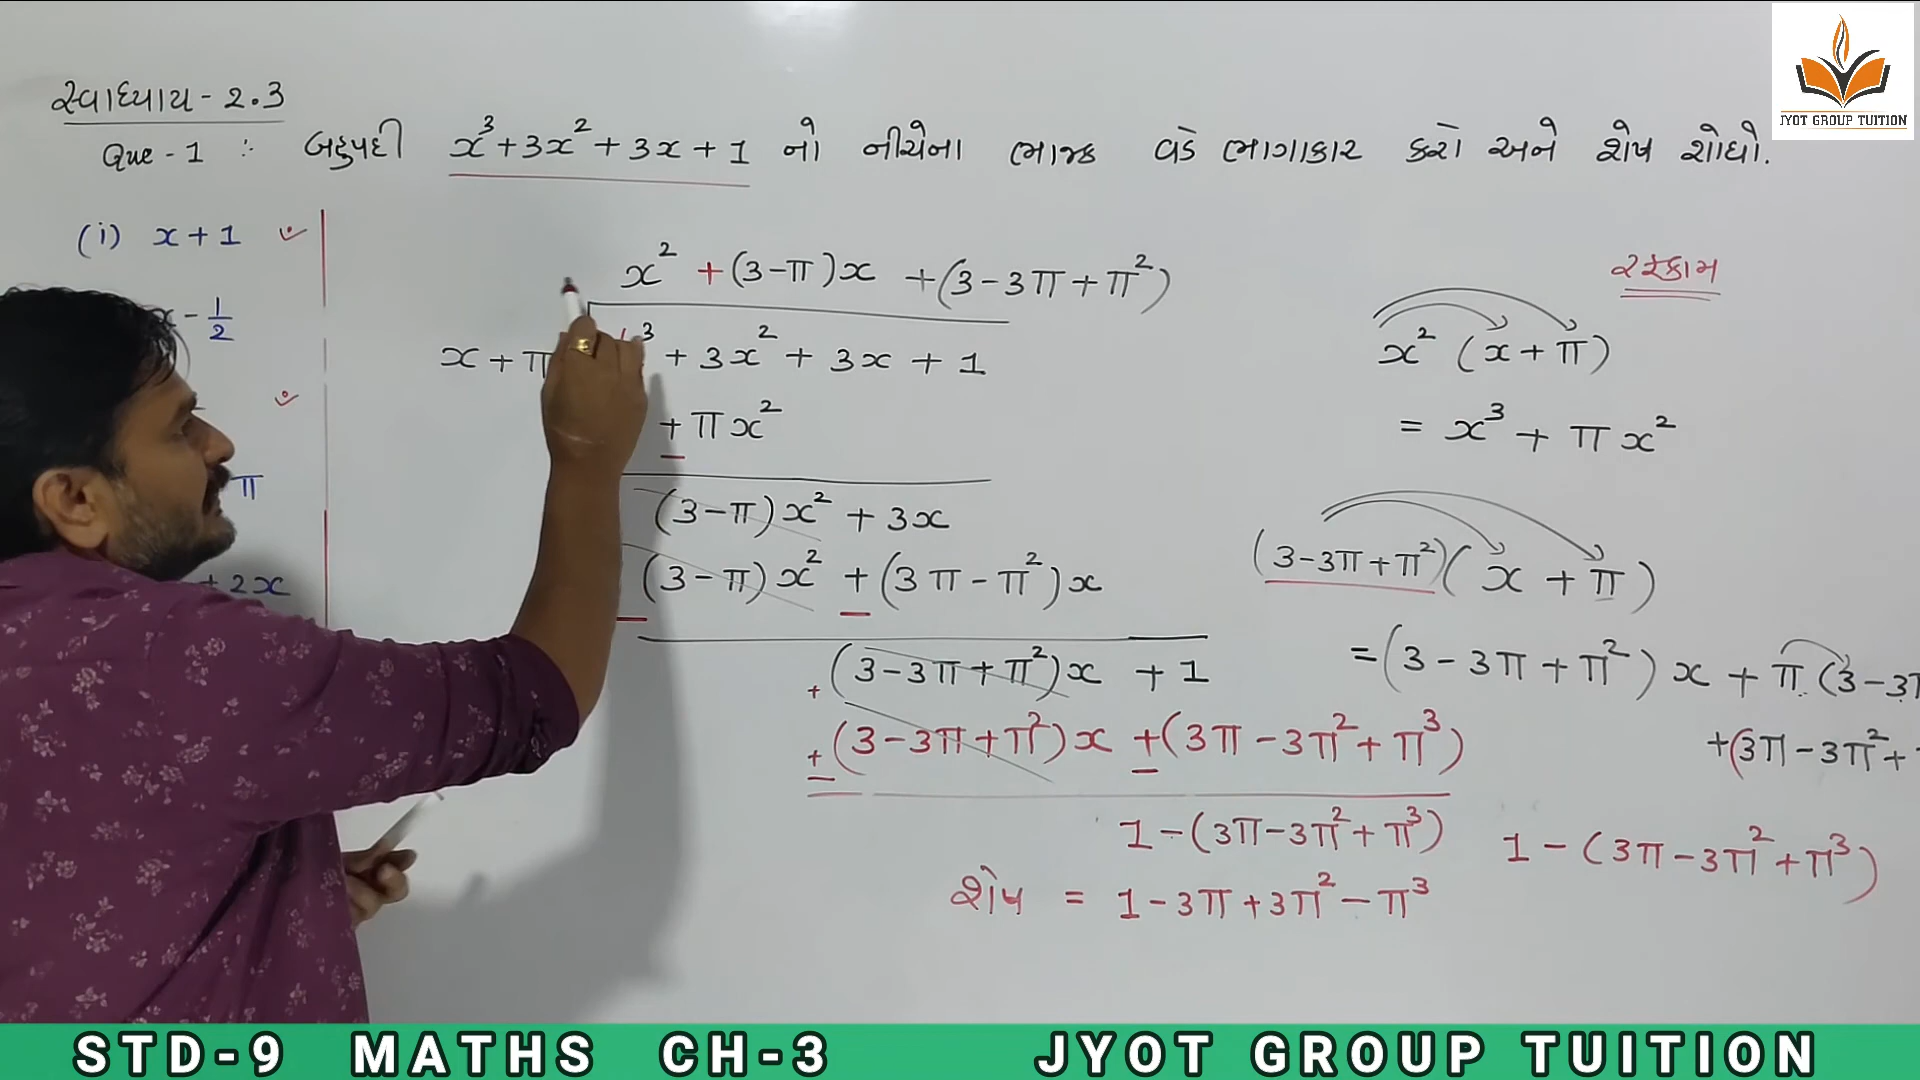 સ્વાધ્યાય - 2.3
Que - 1 : બહુપદી x³ + 3x² + 3x + 1 નો નીચેના ભાજક વડે ભાગાકાર કરો અને શેષ શોધો.
(i) x + 1
x - 1/2
π
+ 2x
x² + (3-π)x + (3-3π+π²)
x + π
³ + 3x² + 3x + 1
+ πx²
(3-π)x² + 3x
(3-π)x² + (3π-π²)x
+ (3-3π+π²)x + 1
+ (3-3π+π²)x + (3π-3π²+π³)
1 - (3π-3π²+π³)
શેષ = 1-3π+3π²-π³
રફકામ
x² (x+π)
= x³ + πx²
(3-3π+π²)(x+π)
= (3-3π+π²)x + π(3-3π
+(3π-3π²+
1 - (3π-3π²+π³)
JYOT GROUP TUITION
STD-9 MATHS CH-3 JYOT GROUP TUITION